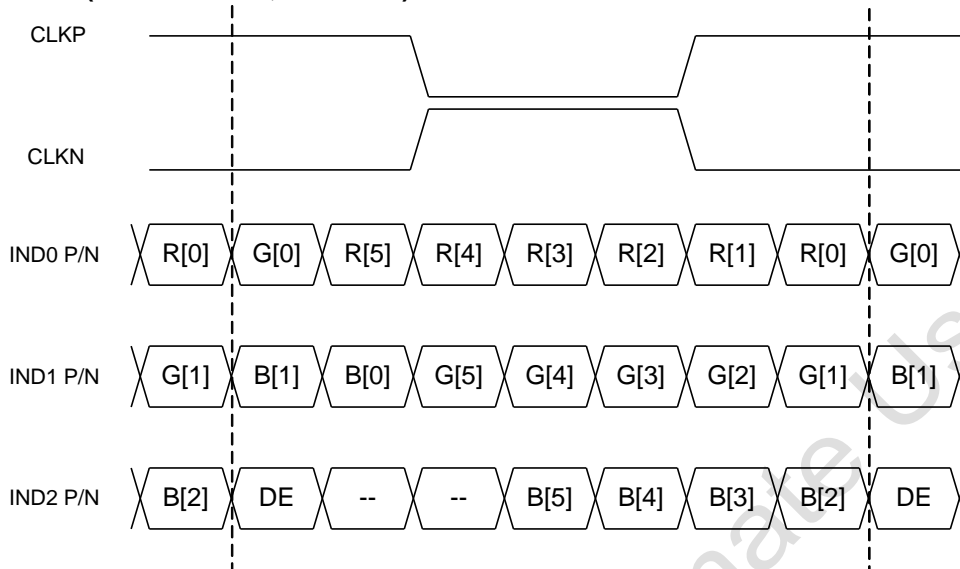 CLKP
CLKN
IND0 P/N R[0] G[0] R[5] R[4] R[3] R[2] R[1] R[0] G[0]
IND1 P/N G[1] B[1] B[0] G[5] G[4] G[3] G[2] G[1] B[1]
IND2 P/N B[2] DE -- -- B[5] B[4] B[3] B[2] DE